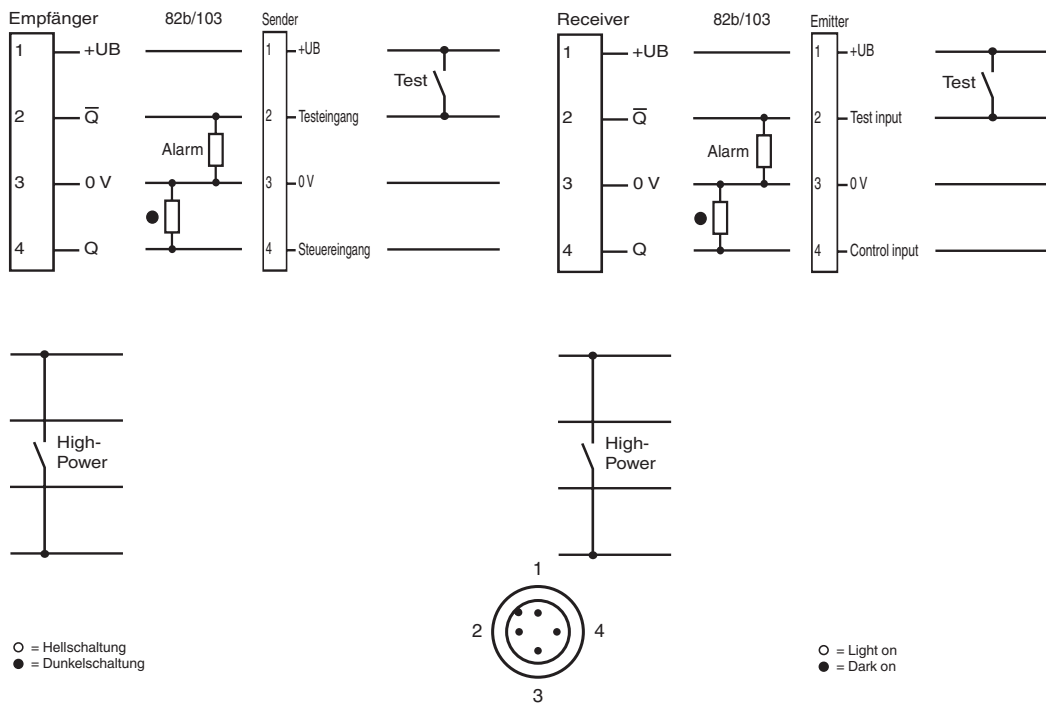 Empfänger 82b/103 Sender
1 +UB 1 +UB
Test
2 Q̅ 2 Testeingang
Alarm
3 0 V 3 0 V
4 Q 4 Steuereingang
Receiver 82b/103 Emitter
1 +UB 1 +UB
Test
2 Q̅ 2 Test input
Alarm
3 0 V 3 0 V
4 Q 4 Control input
High-
Power
High-
Power
1
2 4
3
= Hellschaltung
= Dunkelschaltung
= Light on
= Dark on